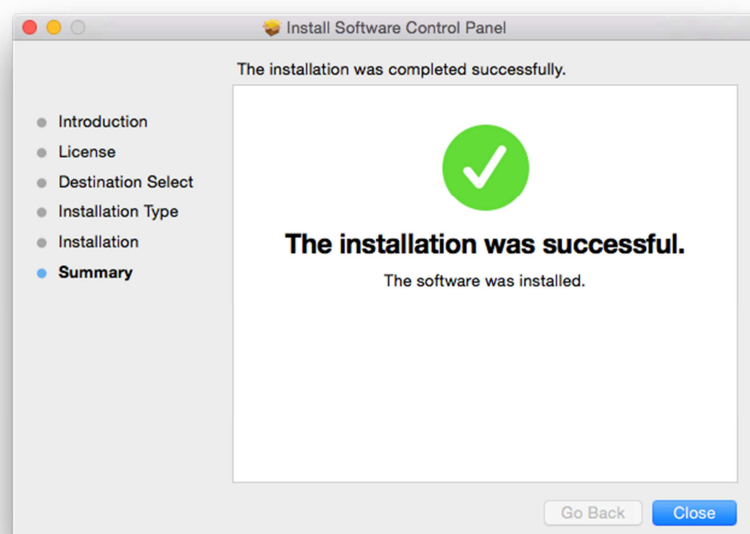 Install Software Control Panel
The installation was completed successfully.
Introduction
License
Destination Select
Installation Type
Installation
Summary
The installation was successful.
The software was installed.
Go Back
Close